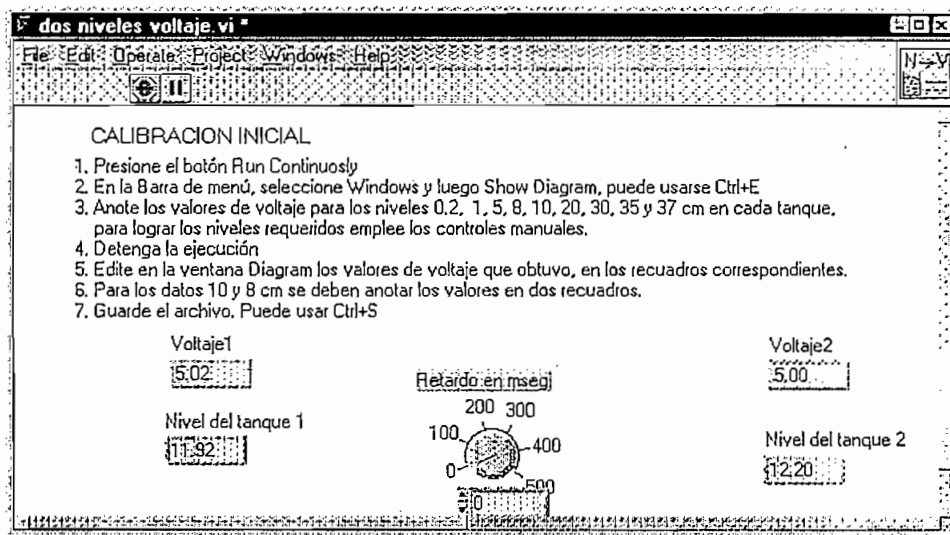 dos niveles voltaje.vi *
File Edit Operate Project Windows Help
N→V
CALIBRACION INICIAL
1. Presione el botón Run Continuosly
2. En la Barra de menú, seleccione Windows y luego Show Diagram, puede usarse Ctrl+E
3. Anote los valores de voltaje para los niveles 0.2, 1, 5, 8, 10, 20, 30, 35 y 37 cm en cada tanque,
para lograr los niveles requeridos emplee los controles manuales.
4. Detenga la ejecución
5. Edite en la ventana Diagram los valores de voltaje que obtuvo, en los recuadros correspondientes.
6. Para los datos 10 y 8 cm se deben anotar los valores en dos recuadros.
7. Guarde el archivo. Puede usar Ctrl+S
Voltaje1
5,02
Voltaje2
5,00
Retardo en mseg
200 300
100 400
0 500
0
Nivel del tanque 1
11,92
Nivel del tanque 2
12,20